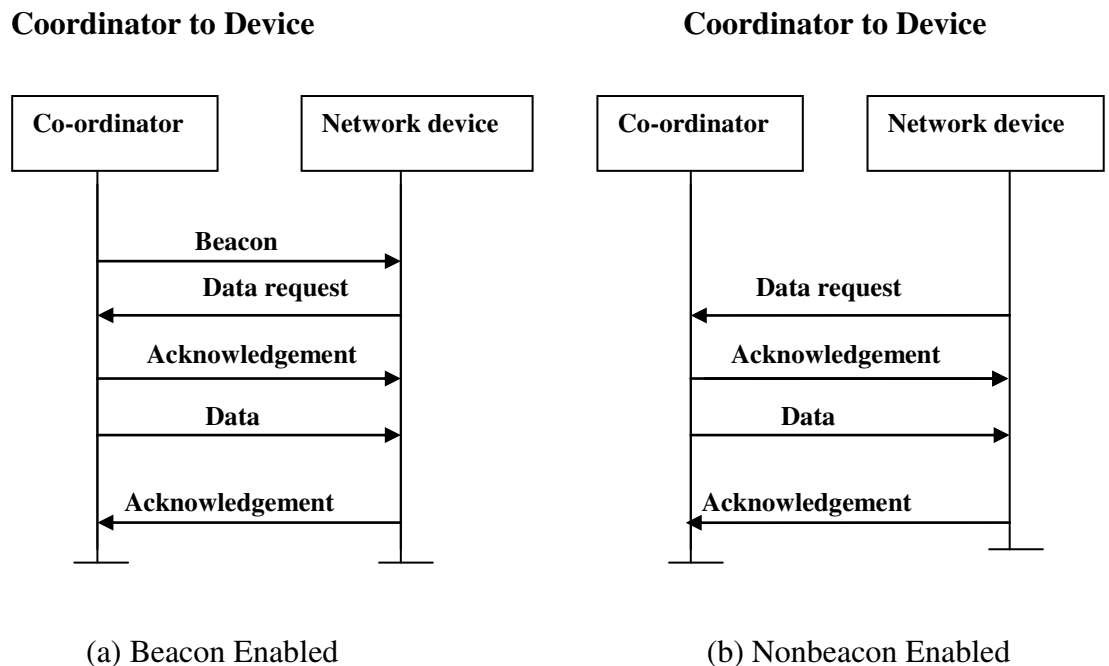 Coordinator to Device
Coordinator to Device
Co-ordinator
Network device
Co-ordinator
Network device
Beacon
Data request
Acknowledgement
Data
Acknowledgement
Data request
Acknowledgement
Data
Acknowledgement
(a) Beacon Enabled
(b) Nonbeacon Enabled